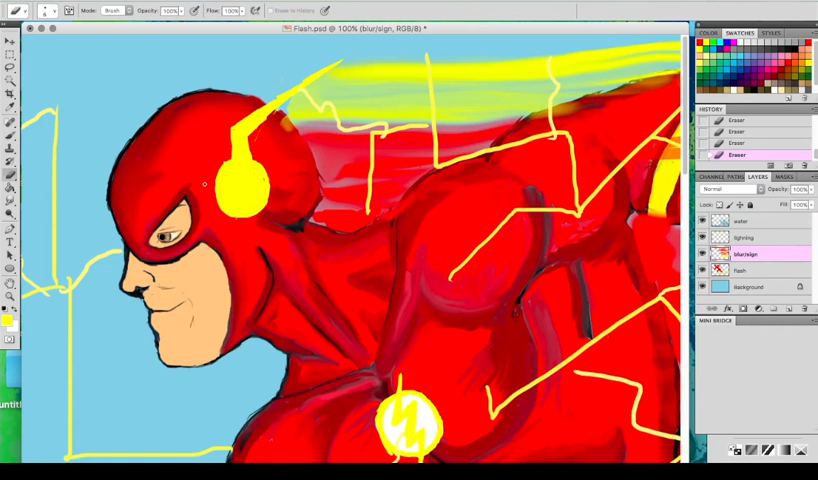 Mode: Brush Opacity: 100% Flow: 100% Erase to History
6
Flash.psd @ 100% (blur/sign, RGB/8) *
COLOR SWATCHES STYLES
HISTORY
Eraser
Eraser
Eraser
Eraser
CHANNEL PATHS LAYERS MASKS
Normal Opacity: 100%
Lock: Fill: 100%
water
lightning
blur/sign
flash
Background
MINI BRIDGE
untitl